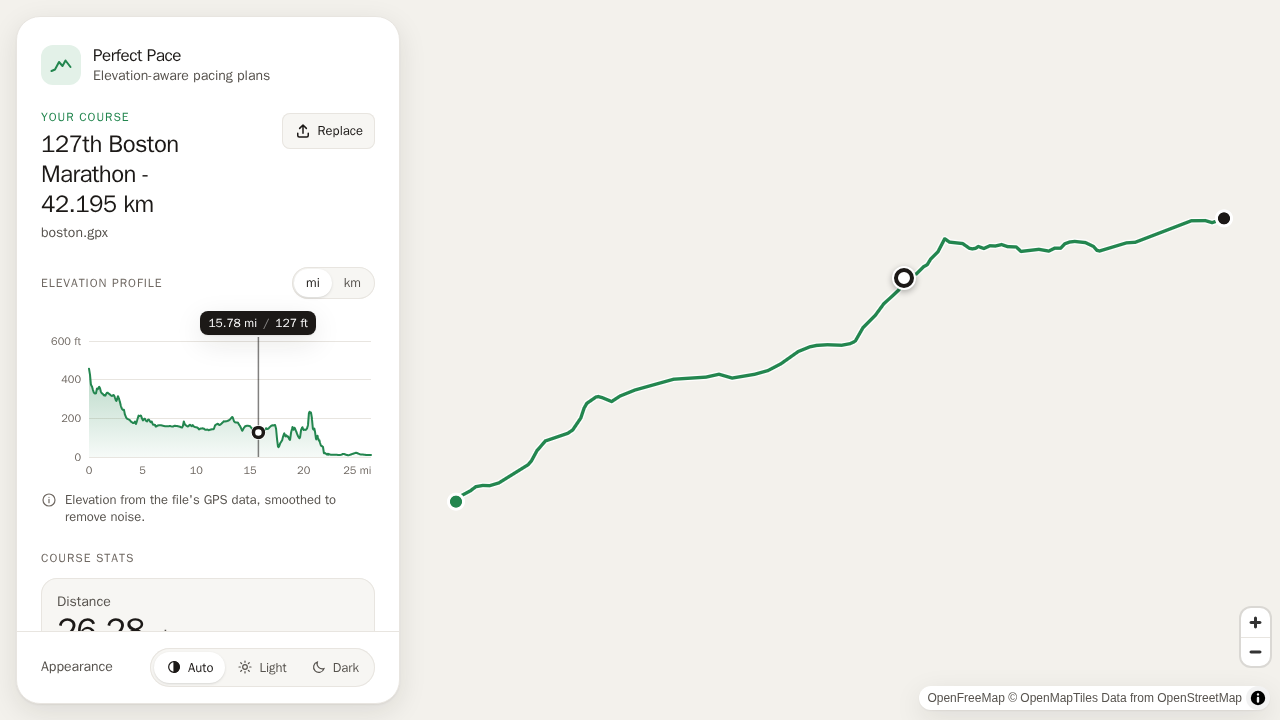 Perfect Pace
Elevation-aware pacing plans
YOUR COURSE
127th Boston
Marathon -
42.195 km
Replace
boston.gpx
ELEVATION PROFILE
mi km
15.78 mi / 127 ft
600 ft
400
200
0
0 5 10 15 20 25 mi
Elevation from the file's GPS data, smoothed to
remove noise.
COURSE STATS
Distance
26.28
Appearance
Auto Light Dark
OpenFreeMap © OpenMapTiles Data from OpenStreetMap